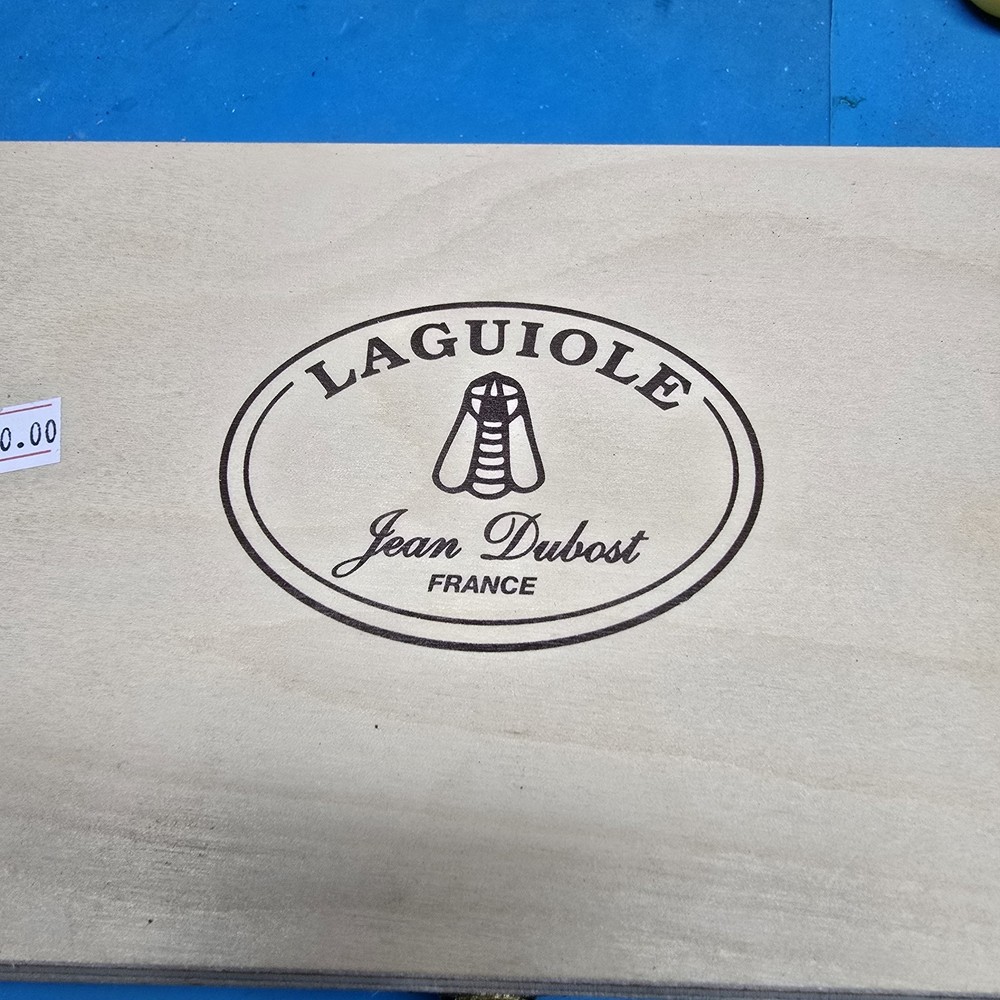 LAGUIOLE
Jean Dubost
FRANCE
0.00